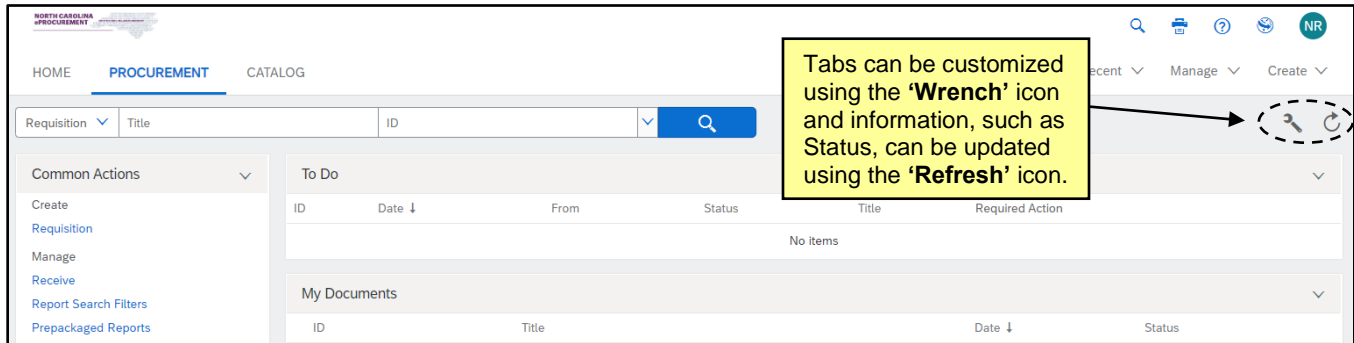 NORTH CAROLINA
ePROCUREMENT
NR
HOME PROCUREMENT CATALOG
Manage Create
Requisition Title ID
Tabs can be customized
using the ‘Wrench’ icon
and information, such as
Status, can be updated
using the ‘Refresh’ icon.
Common Actions
Create
Requisition
Manage
Receive
Report Search Filters
Prepackaged Reports
To Do
ID Date ↓ From Status Title Required Action
No items
My Documents
ID Title Date ↓ Status